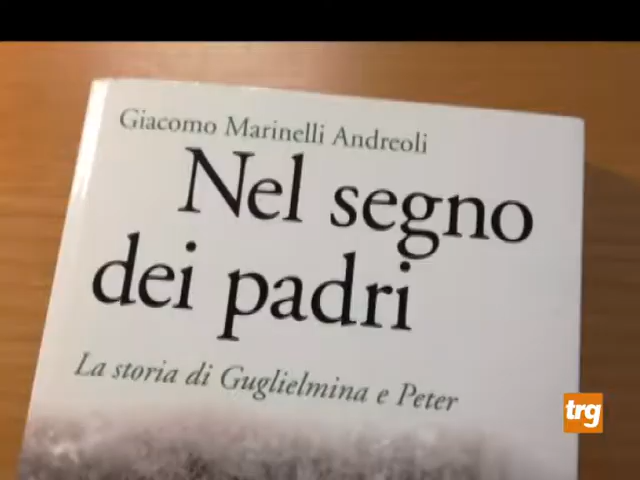 Giacomo Marinelli Andreoli
Nel segno
dei padri
La storia di Guglielmina e Peter
trg